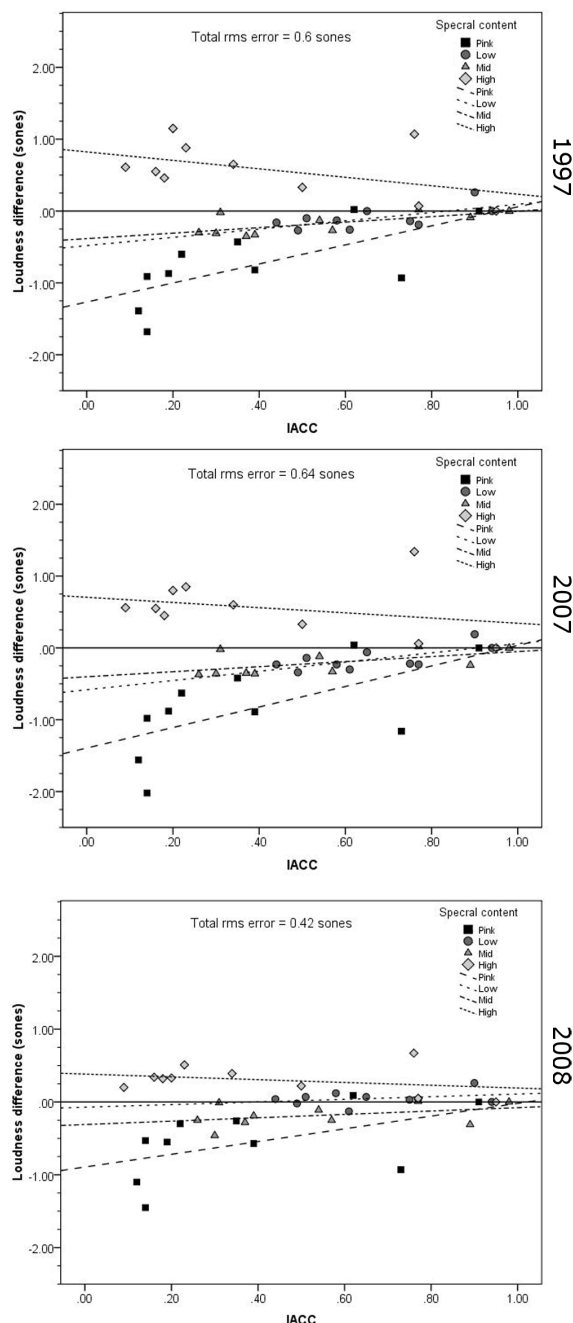 Total rms error = 0.6 sones
Specral content
Pink
Low
Mid
High
Pink
Low
Mid
High
2.00
1.00
.00
-1.00
-2.00
Loudness difference (sones)
.00 .20 .40 .60 .80 1.00
IACC
1997
Total rms error = 0.64 sones
Specral content
Pink
Low
Mid
High
Pink
Low
Mid
High
2.00
1.00
.00
-1.00
-2.00
Loudness difference (sones)
.00 .20 .40 .60 .80 1.00
IACC
2007
Total rms error = 0.42 sones
Specral content
Pink
Low
Mid
High
Pink
Low
Mid
High
2.00
1.00
.00
-1.00
-2.00
Loudness difference (sones)
.00 .20 .40 .60 .80 1.00
IACC
2008